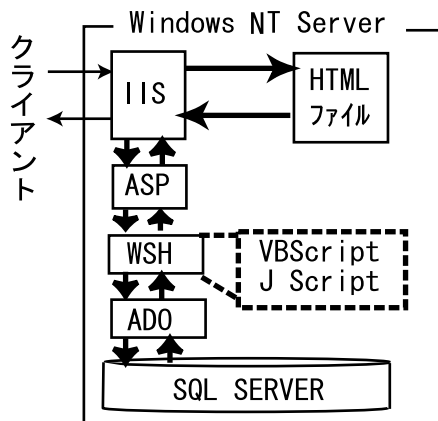 Windows NT Server
クライアント
IIS
HTML
ファイル
ASP
WSH
VBScript
J Script
ADO
SQL SERVER